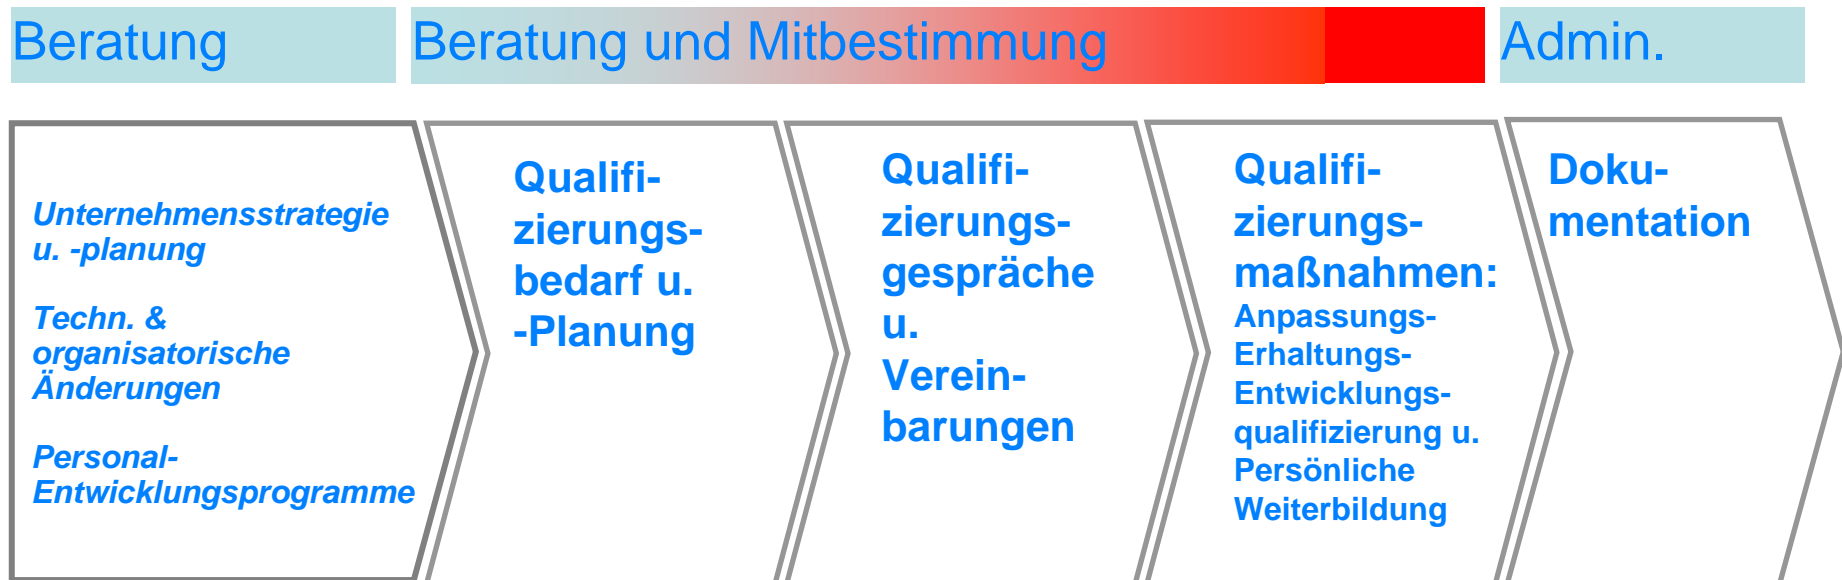 Beratung
Beratung und Mitbestimmung
Admin.
Unternehmensstrategie
u. -planung
Techn. &
organisatorische
Änderungen
Personal-
Entwicklungsprogramme
Qualifi-
zierungs-
bedarf u.
-Planung
Qualifi-
zierungs-
gespräche
u.
Verein-
barungen
Qualifi-
zierungs-
maßnahmen:
Anpassungs-
Erhaltungs-
Entwicklungs-
qualifizierung u.
Persönliche
Weiterbildung
Doku-
mentation